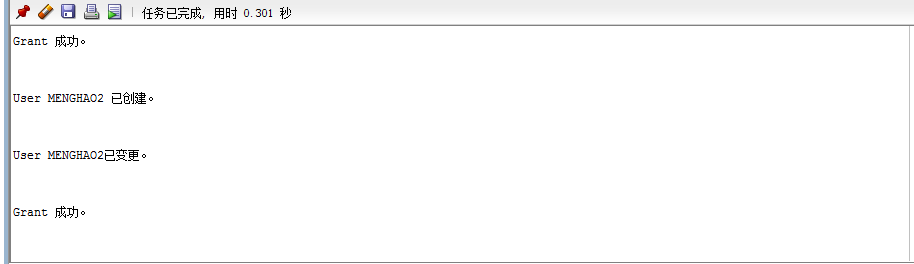 任务已完成, 用时 0.301 秒
Grant 成功。
User MENGHAO2 已创建。
User MENGHAO2已变更。
Grant 成功。